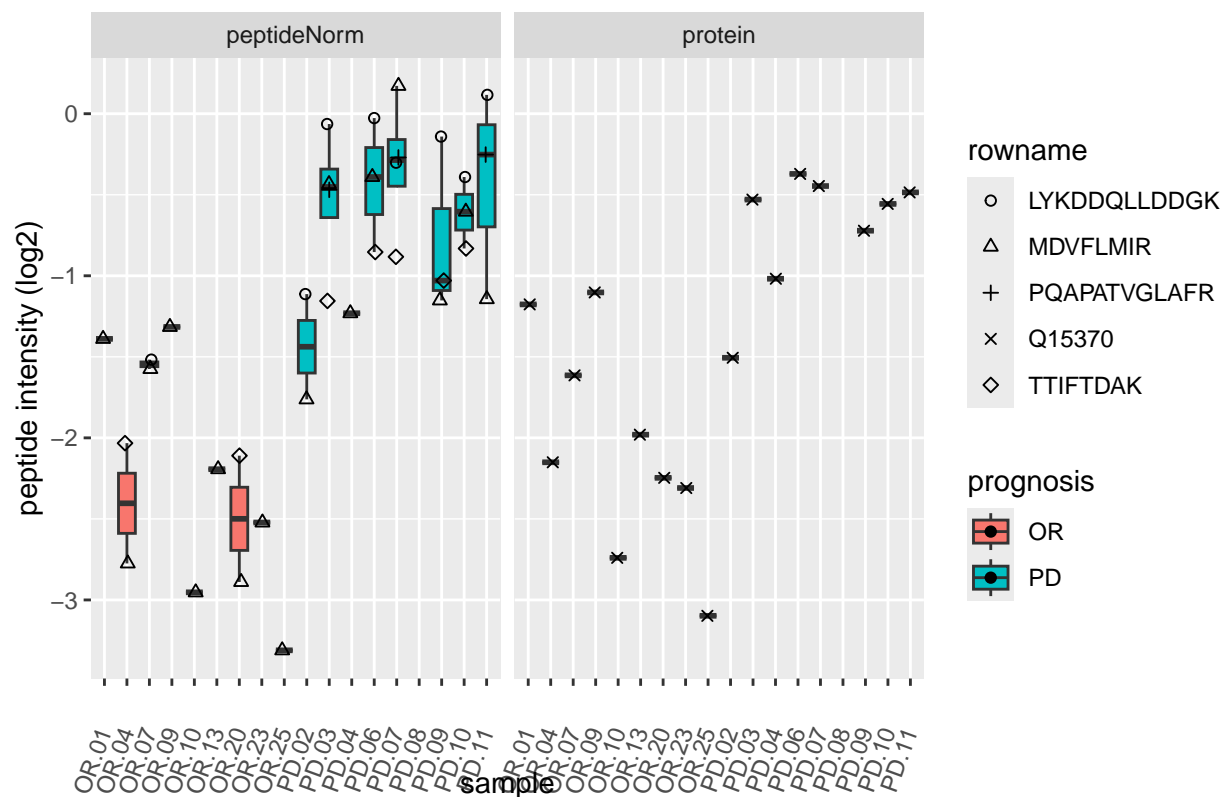 peptideNorm
protein
peptide intensity (log2)
0
−1
−2
−3
OR.01
OR.04
OR.07
OR.09
OR.10
OR.13
OR.20
OR.23
OR.25
PD.02
PD.03
PD.04
PD.06
PD.07
PD.08
PD.09
PD.10
PD.11
OR.01
OR.04
OR.07
OR.09
OR.10
OR.13
OR.20
OR.23
OR.25
PD.02
PD.03
PD.04
PD.06
PD.07
PD.08
PD.09
PD.10
PD.11
sample
rowname
LYKDDQLLDDGK
MDVFLMIR
PQAPATVGLAFR
Q15370
TTIFTDAK
prognosis
OR
PD